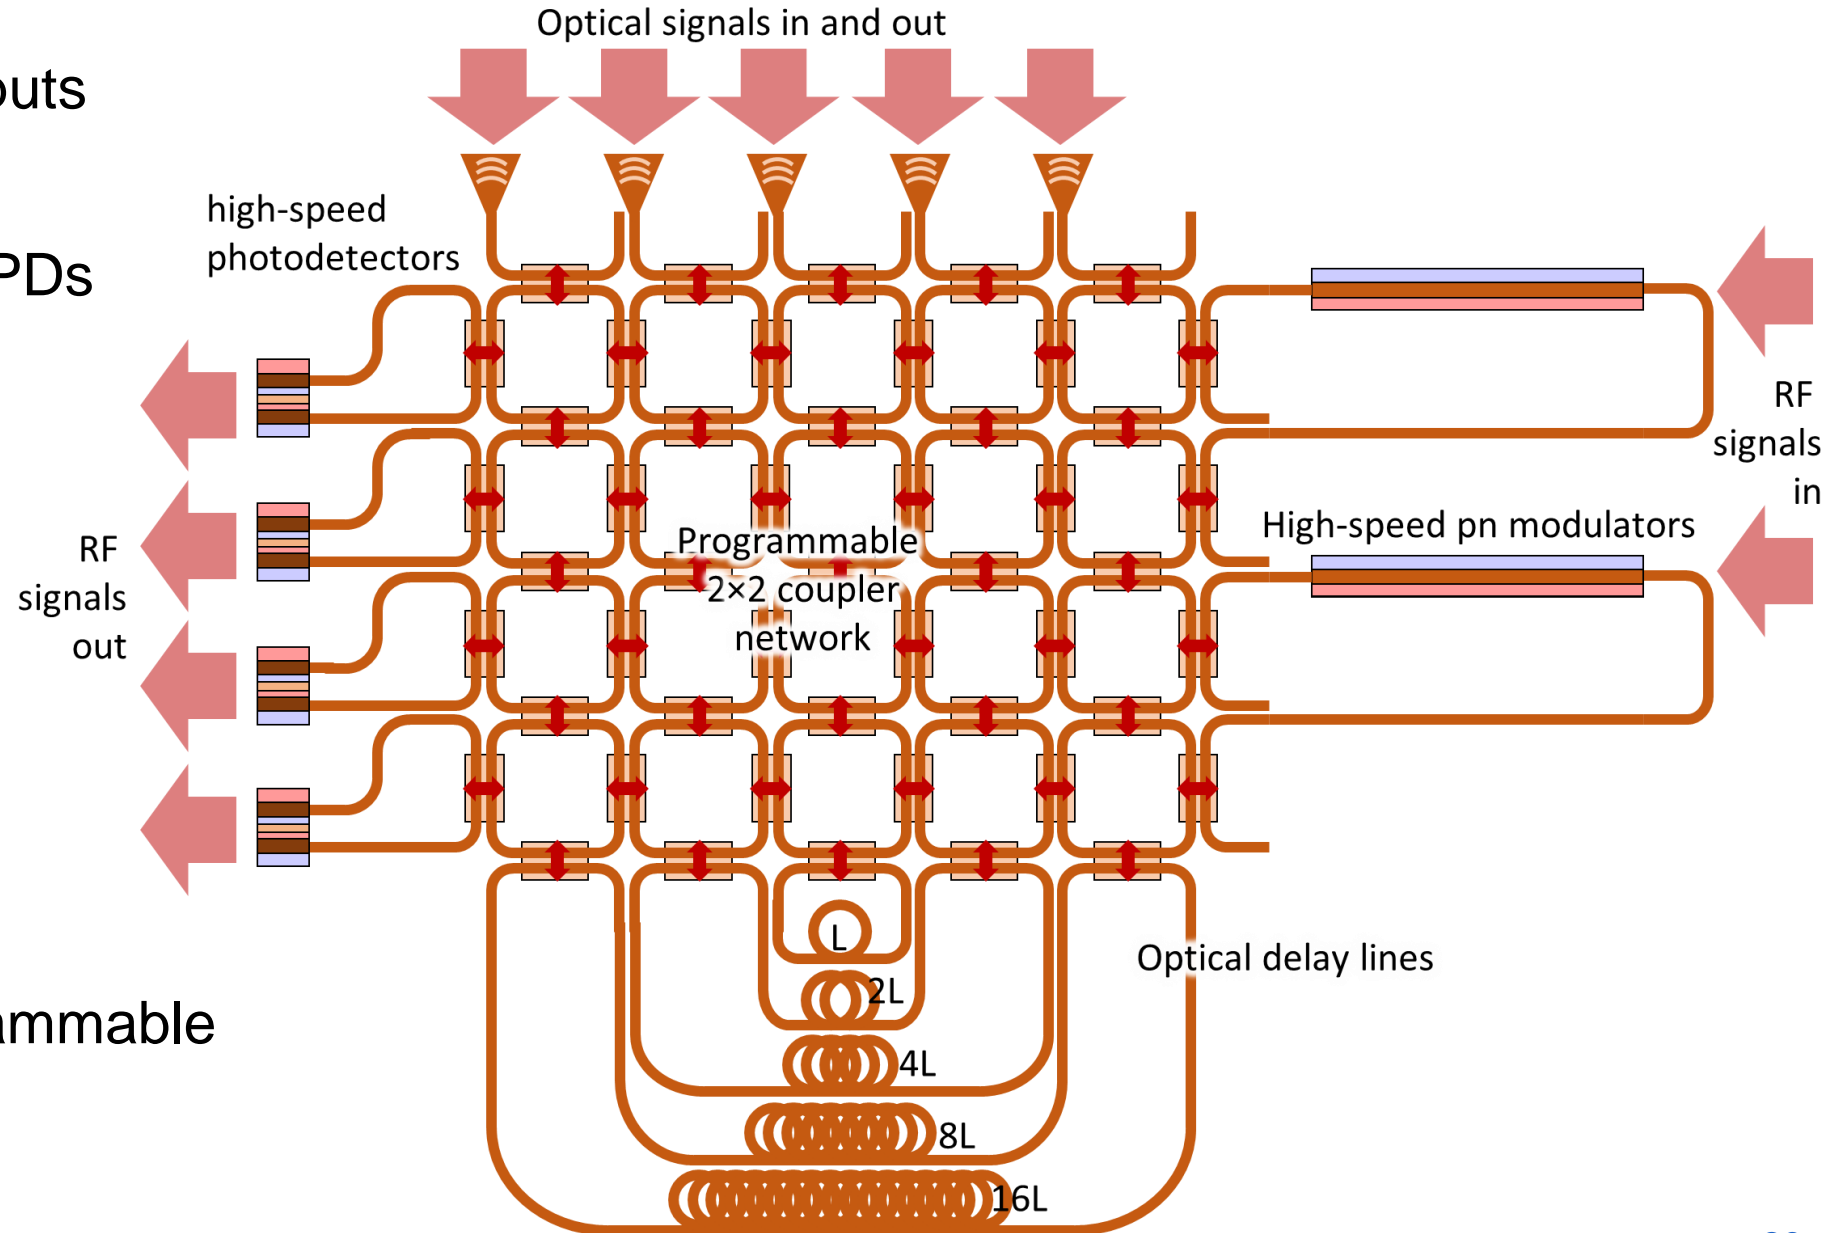 Optical signals in and out
outs
high-speed
photodetectors
PDs
RF
signals
in
High-speed pn modulators
Programmable
2×2 coupler
network
RF
signals
out
L
Optical delay lines
2L
ammable
4L
8L
16L